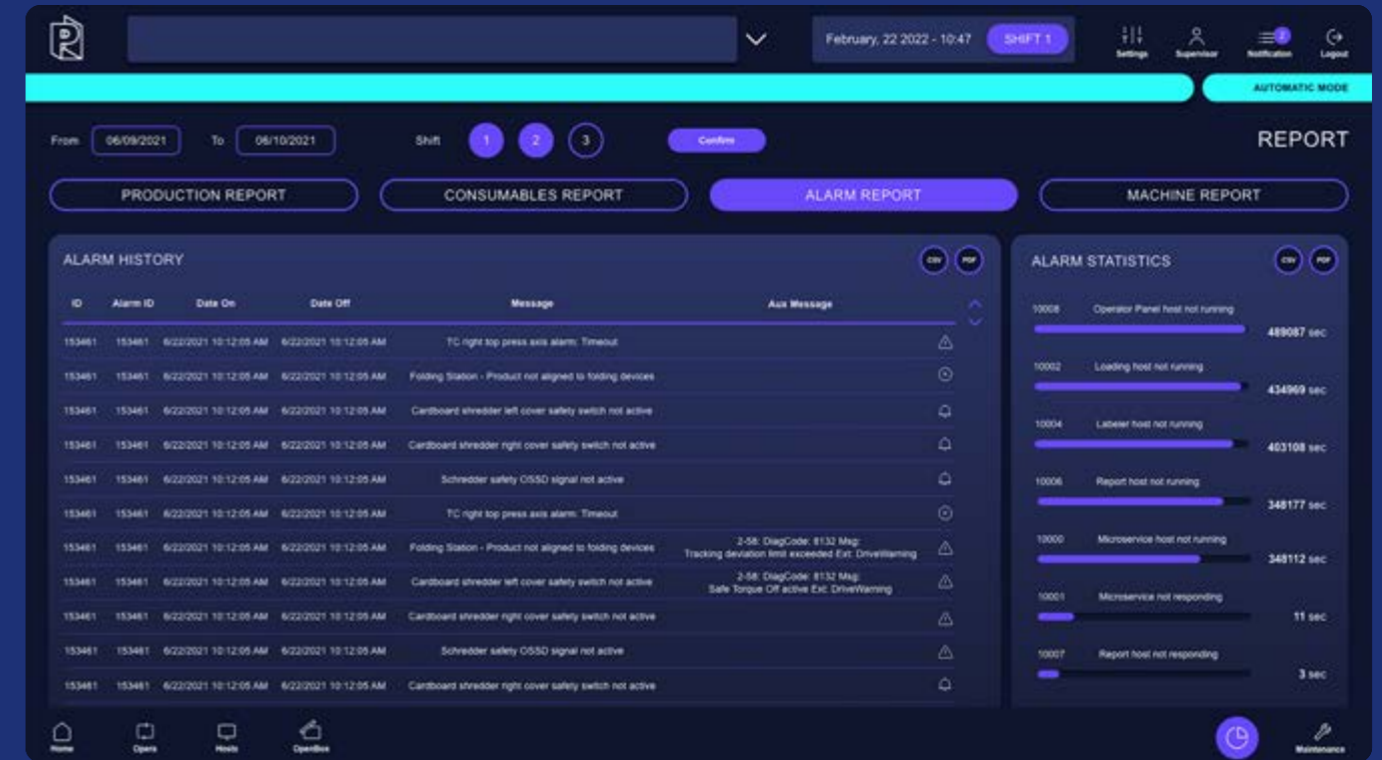 February, 22 2022 - 10:47 SHIFT 1 Settings Supervisor 2 Notification Logout
AUTOMATIC MODE
From 06/09/2021 To 06/10/2021 Shift 1 2 3 Confirm REPORT
PRODUCTION REPORT CONSUMABLES REPORT ALARM REPORT MACHINE REPORT
ALARM HISTORY CSV PDF
ID Alarm ID Date On Date Off Message Aux Message
153461 153461 6/22/2021 10:12:05 AM 6/22/2021 10:12:05 AM TC right top press axis alarm: Timeout
153461 153461 6/22/2021 10:12:05 AM 6/22/2021 10:12:05 AM Folding Station - Product not aligned to folding devices
153461 153461 6/22/2021 10:12:05 AM 6/22/2021 10:12:05 AM Cardboard shredder left cover safety switch not active
153461 153461 6/22/2021 10:12:05 AM 6/22/2021 10:12:05 AM Cardboard shredder right cover safety switch not active
153461 153461 6/22/2021 10:12:05 AM 6/22/2021 10:12:05 AM Schredder safety OSSD signal not active
153461 153461 6/22/2021 10:12:05 AM 6/22/2021 10:12:05 AM TC right top press axis alarm: Timeout
153461 153461 6/22/2021 10:12:05 AM 6/22/2021 10:12:05 AM Folding Station - Product not aligned to folding devices 2-58: DiagCode: 8132 Msg:
Tracking deviation limit exceeded Ext: DriveWarning
153461 153461 6/22/2021 10:12:05 AM 6/22/2021 10:12:05 AM Cardboard shredder left cover safety switch not active 2-58: DiagCode: 8132 Msg:
Safe Torque Off active Ext: DriveWarning
153461 153461 6/22/2021 10:12:05 AM 6/22/2021 10:12:05 AM Cardboard shredder right cover safety switch not active
153461 153461 6/22/2021 10:12:05 AM 6/22/2021 10:12:05 AM Schredder safety OSSD signal not active
153461 153461 6/22/2021 10:12:05 AM 6/22/2021 10:12:05 AM Cardboard shredder right cover safety switch not active
ALARM STATISTICS CSV PDF
10008 Operator Panel host not running
489087 sec
10002 Loading host not running
434969 sec
10004 Labeler host not running
403108 sec
10006 Report host not running
348177 sec
10000 Microservice host not running
348112 sec
10001 Microservice not responding
11 sec
10007 Report host not responding
3 sec
Home Opera Hosts OpenBox Maintenance